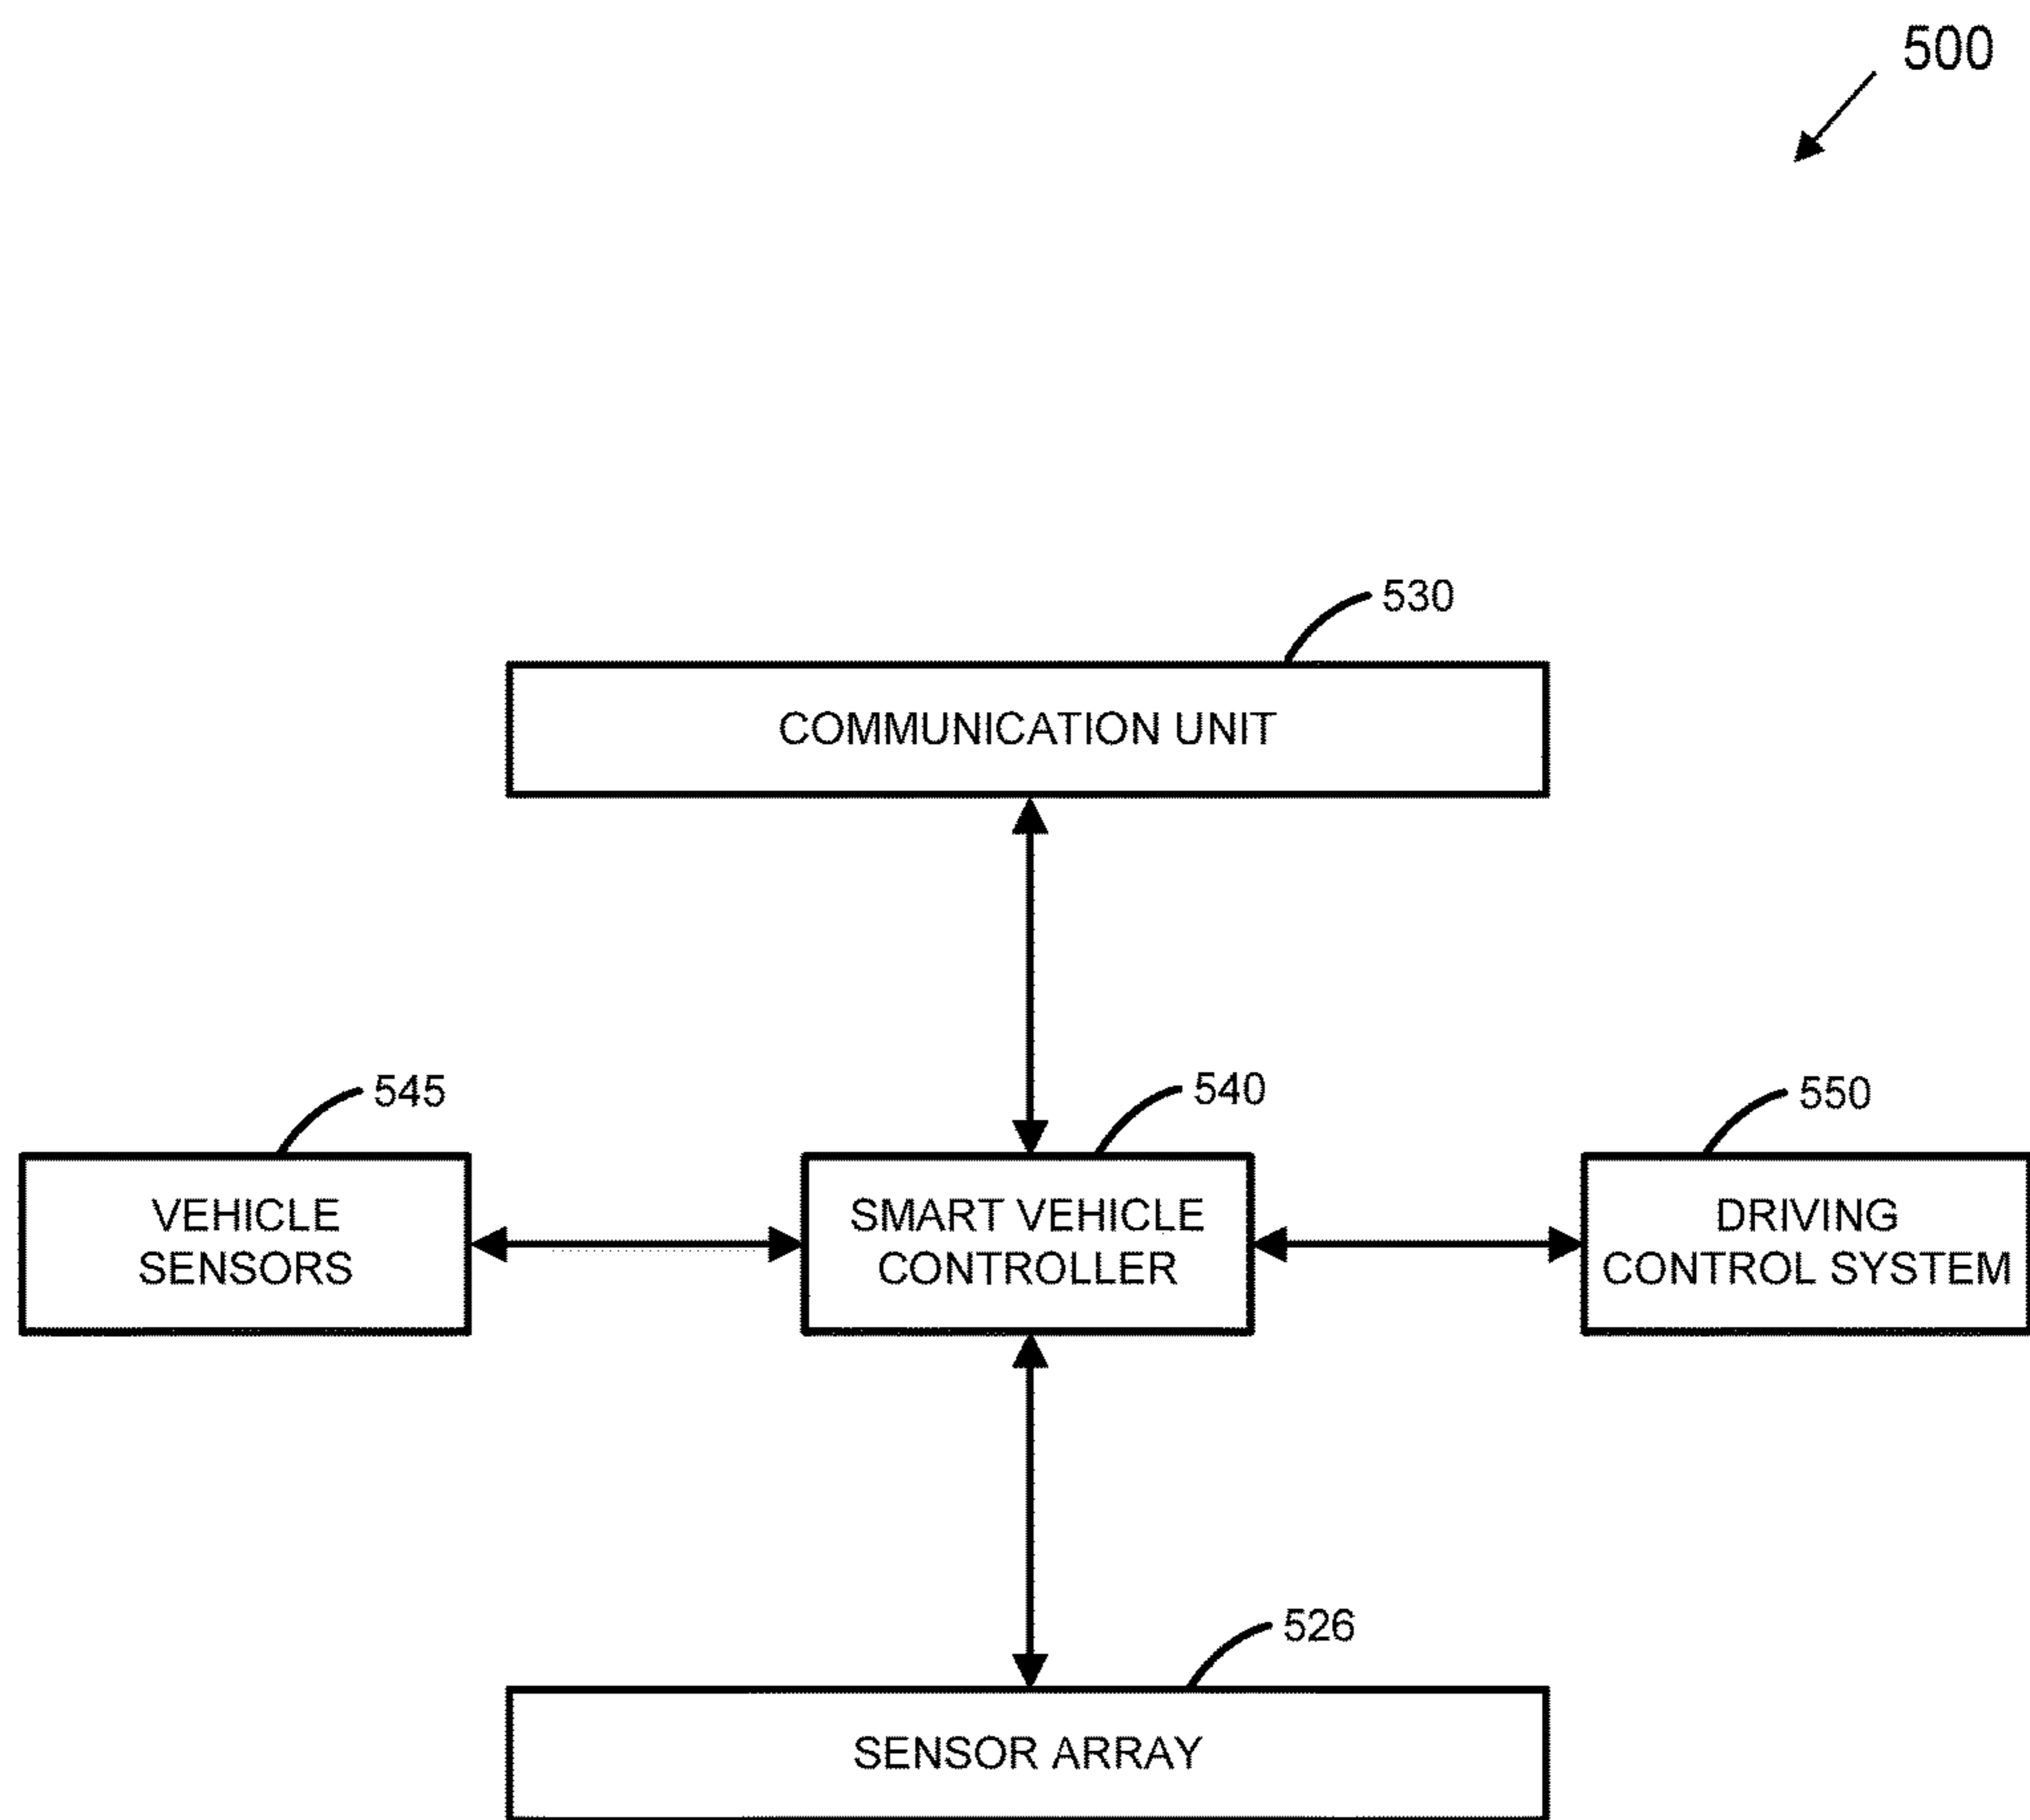 500
530
COMMUNICATION UNIT
545
540
550
VEHICLE
SENSORS
SMART VEHICLE
CONTROLLER
DRIVING
CONTROL SYSTEM
526
SENSOR ARRAY